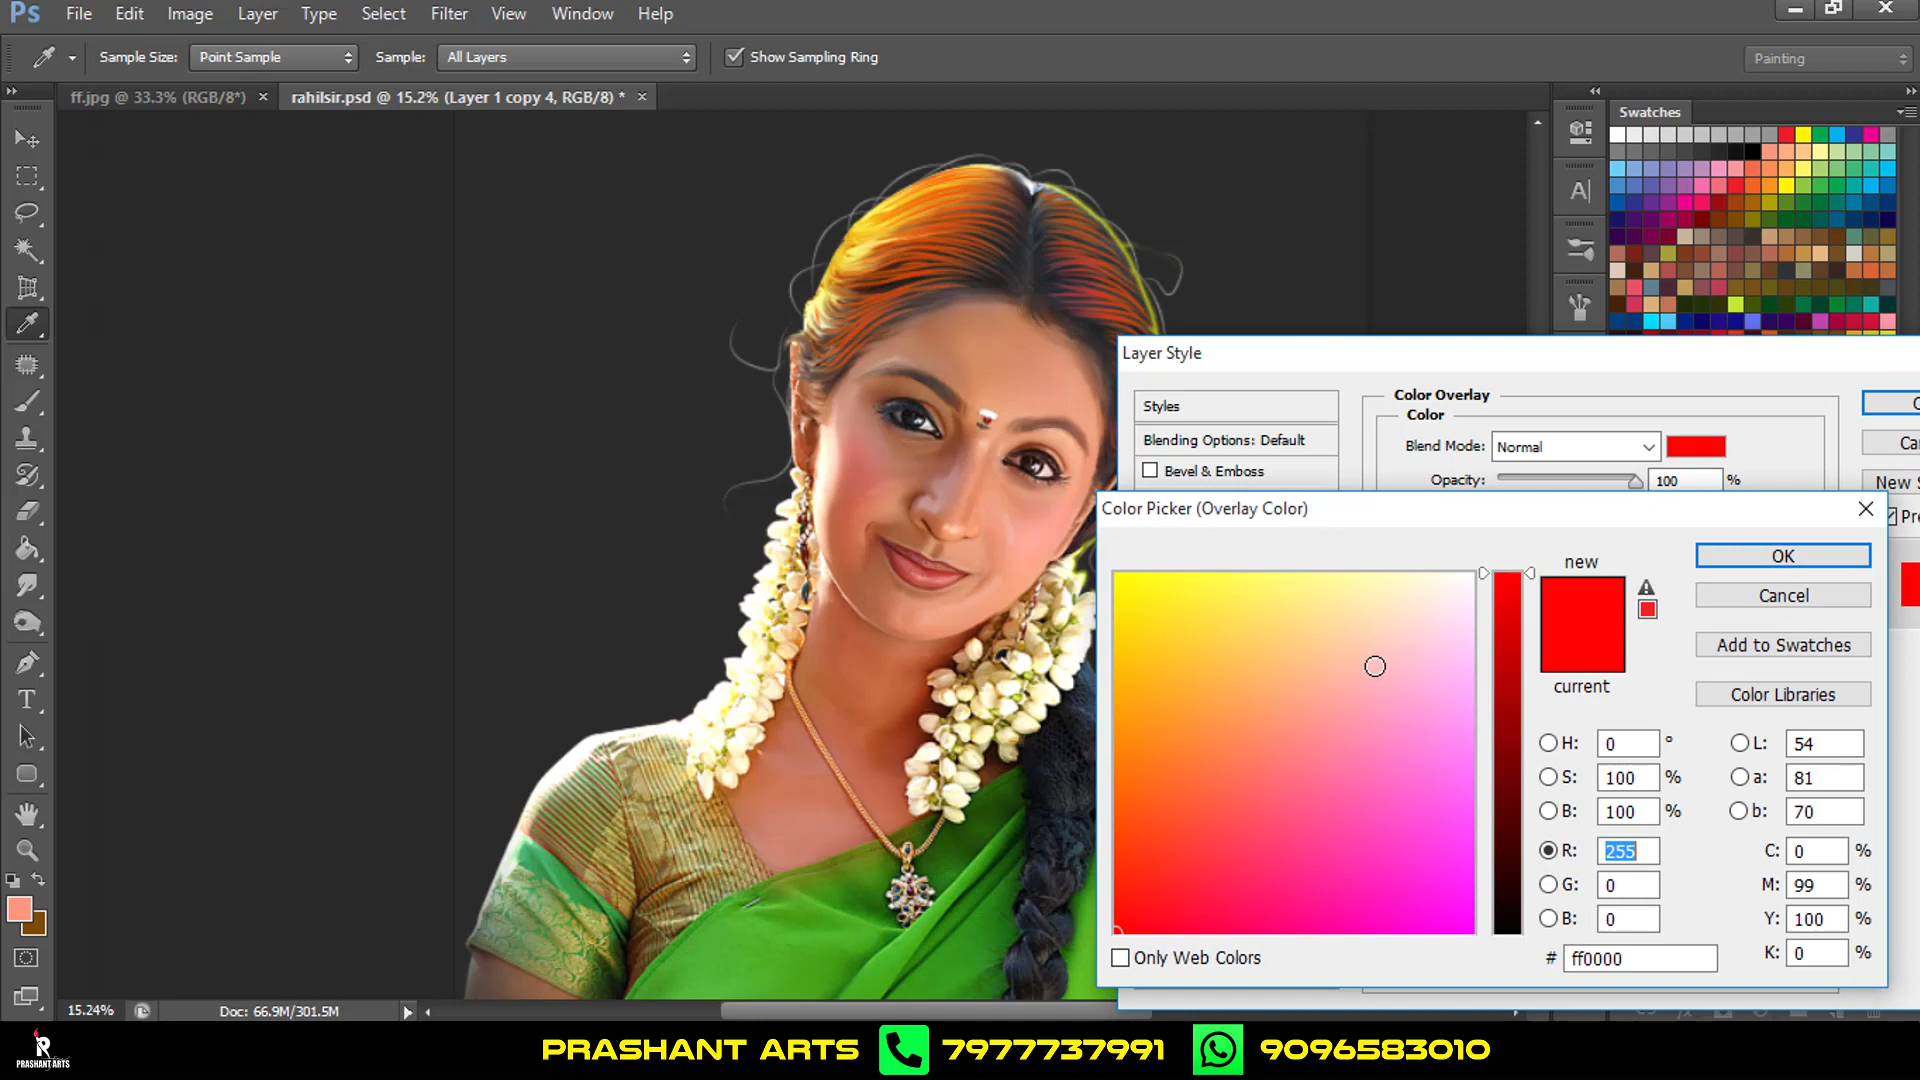 Ps File Edit Image Layer Type Select Filter View Window Help
Sample Size: Point Sample Sample: All Layers Show Sampling Ring Painting
ff.jpg @ 33.3% (RGB/8*) × rahilsir.psd @ 15.2% (Layer 1 copy 4, RGB/8) * ×
Swatches
Layer Style
Styles
Blending Options: Default
Bevel & Emboss
Color Overlay
Color
Blend Mode: Normal
Opacity: 100 %
New S
Pre
Color Picker (Overlay Color)
new
current
OK
Cancel
Add to Swatches
Color Libraries
H: 0 ° L: 54
S: 100 % a: 81
B: 100 % b: 70
R: 255 C: 0 %
G: 0 M: 99 %
B: 0 Y: 100 %
# ff0000 K: 0 %
Only Web Colors
15.24% Doc: 66.9M/301.5M
PRASHANT ARTS
PRASHANT ARTS 7977737991 9096583010